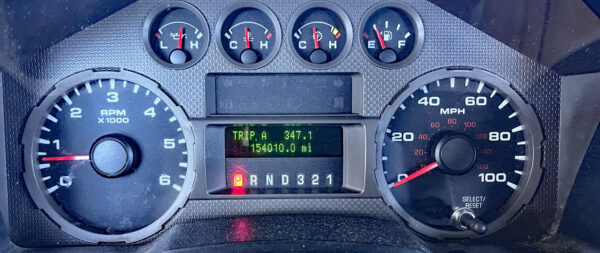 L H
C H
C H
E F
RPM
X1000
0 1 2 3 4 5 6
TRIP A 347.1
154010.0 mi
P R N D 3 2 1
MPH
0 20 40 60 80 100
SELECT/
RESET